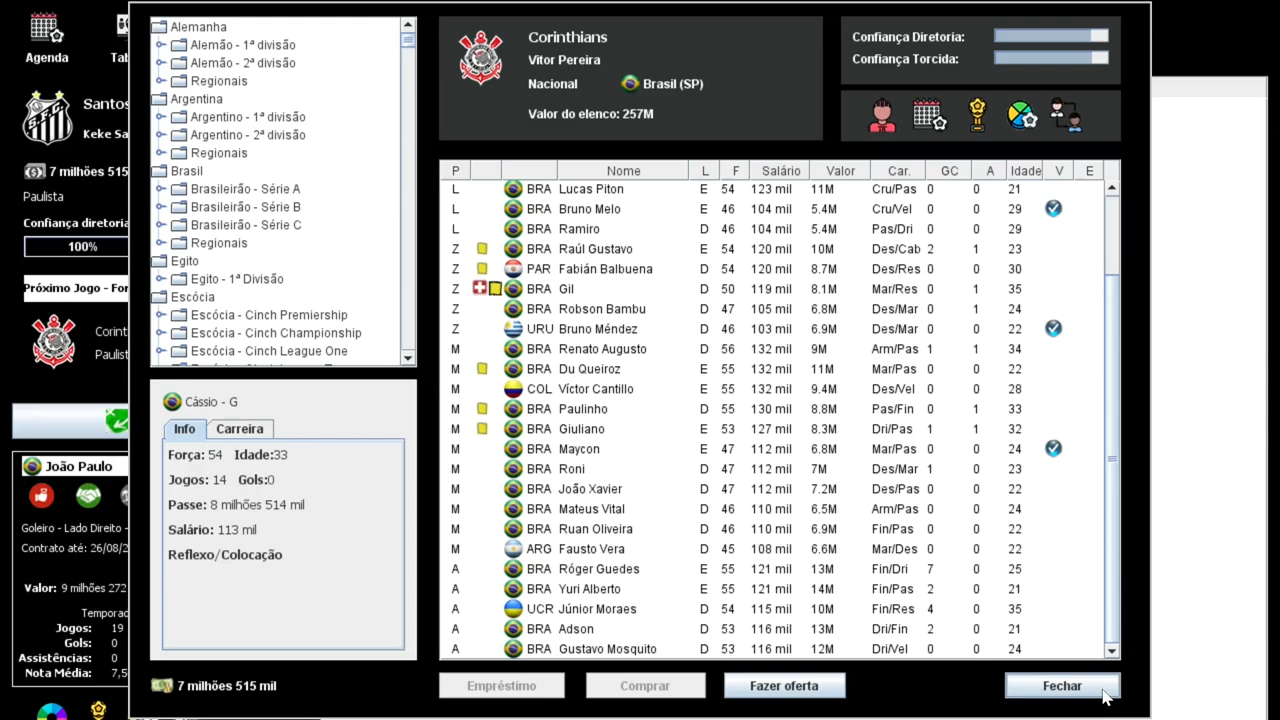 Agenda
Tab
Santos
Keke Sa
7 milhões 515
Paulista
Confiança diretoria
100%
Próximo Jogo - For
Corint
Paulist
João Paulo
Goleiro - Lado Direito -
Contrato até: 26/08/2
Valor: 9 milhões 272
Temporad
Jogos: 19
Gols: 0
Assistências: 0
Nota Média: 7,5
Alemanha
Alemão - 1ª divisão
Alemão - 2ª divisão
Regionais
Argentina
Argentino - 1ª divisão
Argentino - 2ª divisão
Regionais
Brasil
Brasileirão - Série A
Brasileirão - Série B
Brasileirão - Série C
Regionais
Egito
Egito - 1ª Divisão
Escócia
Escócia - Cinch Premiership
Escócia - Cinch Championship
Escócia - Cinch League One
Cássio - G
Info Carreira
Força: 54 Idade:33
Jogos: 14 Gols:0
Passe: 8 milhões 514 mil
Salário: 113 mil
Reflexo/Colocação
7 milhões 515 mil
Corinthians
Vitor Pereira
Nacional Brasil (SP)
Valor do elenco: 257M
Confiança Diretoria:
Confiança Torcida:
P Nome L F Salário Valor Car. GC A Idade V E
L BRA Lucas Piton E 54 123 mil 11M Cru/Pas 0 0 21
L BRA Bruno Melo E 46 104 mil 5.4M Cru/Vel 0 0 29
L BRA Ramiro D 46 104 mil 5.4M Pas/Dri 0 0 29
Z BRA Raúl Gustavo E 54 120 mil 10M Des/Cab 2 1 23
Z PAR Fabián Balbuena D 54 120 mil 8.7M Des/Res 0 0 30
Z BRA Gil D 50 119 mil 8.1M Mar/Res 0 1 35
Z BRA Robson Bambu D 47 105 mil 6.8M Des/Mar 0 1 24
Z URU Bruno Méndez D 46 103 mil 6.9M Des/Mar 0 0 22
M BRA Renato Augusto D 56 132 mil 9M Arm/Pas 1 1 34
M BRA Du Queiroz E 55 132 mil 11M Mar/Pas 0 0 22
M COL Víctor Cantillo E 55 132 mil 9.4M Des/Vel 0 0 28
M BRA Paulinho D 55 130 mil 8.8M Pas/Fin 0 1 33
M BRA Giuliano E 53 127 mil 8.3M Dri/Pas 1 1 32
M BRA Maycon E 47 112 mil 6.8M Mar/Pas 0 0 24
M BRA Roni D 47 112 mil 7M Des/Mar 1 0 23
M BRA João Xavier D 47 112 mil 7.2M Des/Pas 0 0 22
M BRA Mateus Vital D 46 110 mil 6.5M Arm/Pas 0 0 24
M BRA Ruan Oliveira D 46 110 mil 6.9M Fin/Pas 0 0 22
M ARG Fausto Vera D 45 108 mil 6.6M Mar/Des 0 0 22
A BRA Róger Guedes E 55 121 mil 13M Fin/Dri 7 0 25
A BRA Yuri Alberto E 55 121 mil 14M Fin/Pas 2 0 21
A UCR Júnior Moraes D 54 115 mil 10M Fin/Res 4 0 35
A BRA Adson D 53 116 mil 13M Dri/Fin 2 0 21
A BRA Gustavo Mosquito D 53 116 mil 12M Dri/Vel 0 0 24
Empréstimo Comprar Fazer oferta Fechar